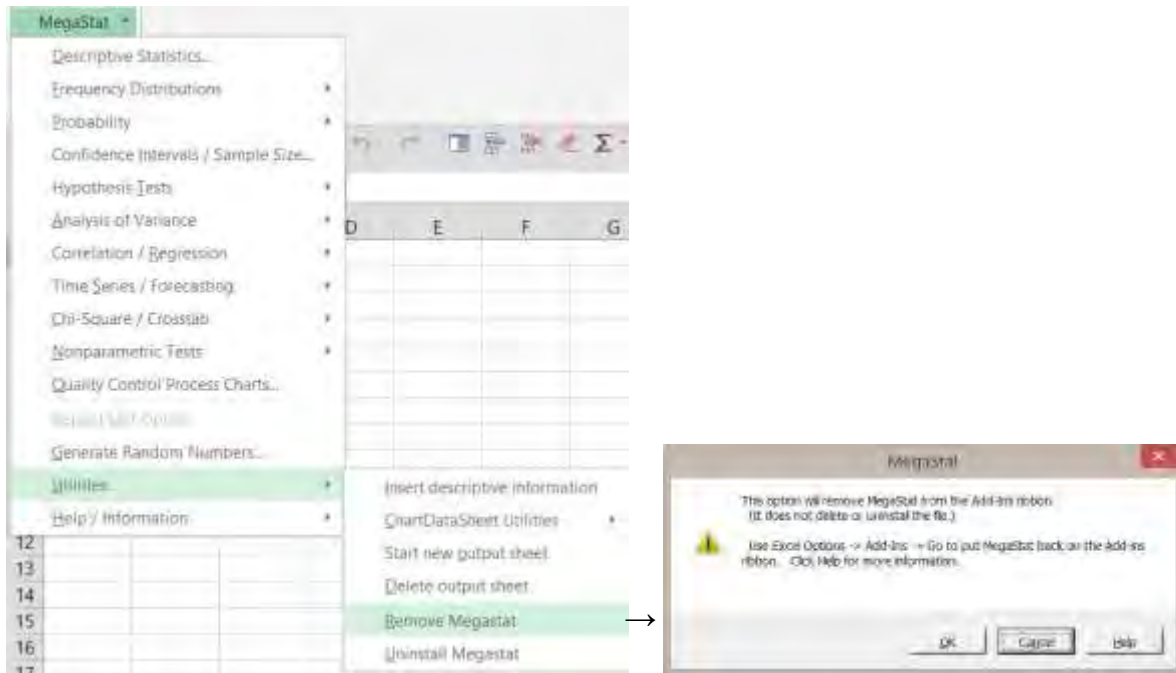 MegaStat
Descriptive Statistics...
Frequency Distributions
Probability
Confidence Intervals / Sample Size...
Hypothesis Tests
Analysis of Variance
Correlation / Regression
Time Series / Forecasting
Chi-Square / Crosstab
Nonparametric Tests
Quality Control Process Charts...
Generate Random Numbers...
Utilities
Help / Information
Σ
D E F G
12
13
14
15
16
17
Insert descriptive information
ChartDataSheet Utilities
Start new output sheet
Delete output sheet
Remove Megastat
Uninstall Megastat
→
MegaStat
This option will remove MegaStat from the Add-Ins ribbon.
(It does not delete or uninstall the file.)
Use Excel Options -> Add-Ins -> Go to put MegaStat back on the Add-Ins
ribbon. Click Help for more information.
OK Cancel Help